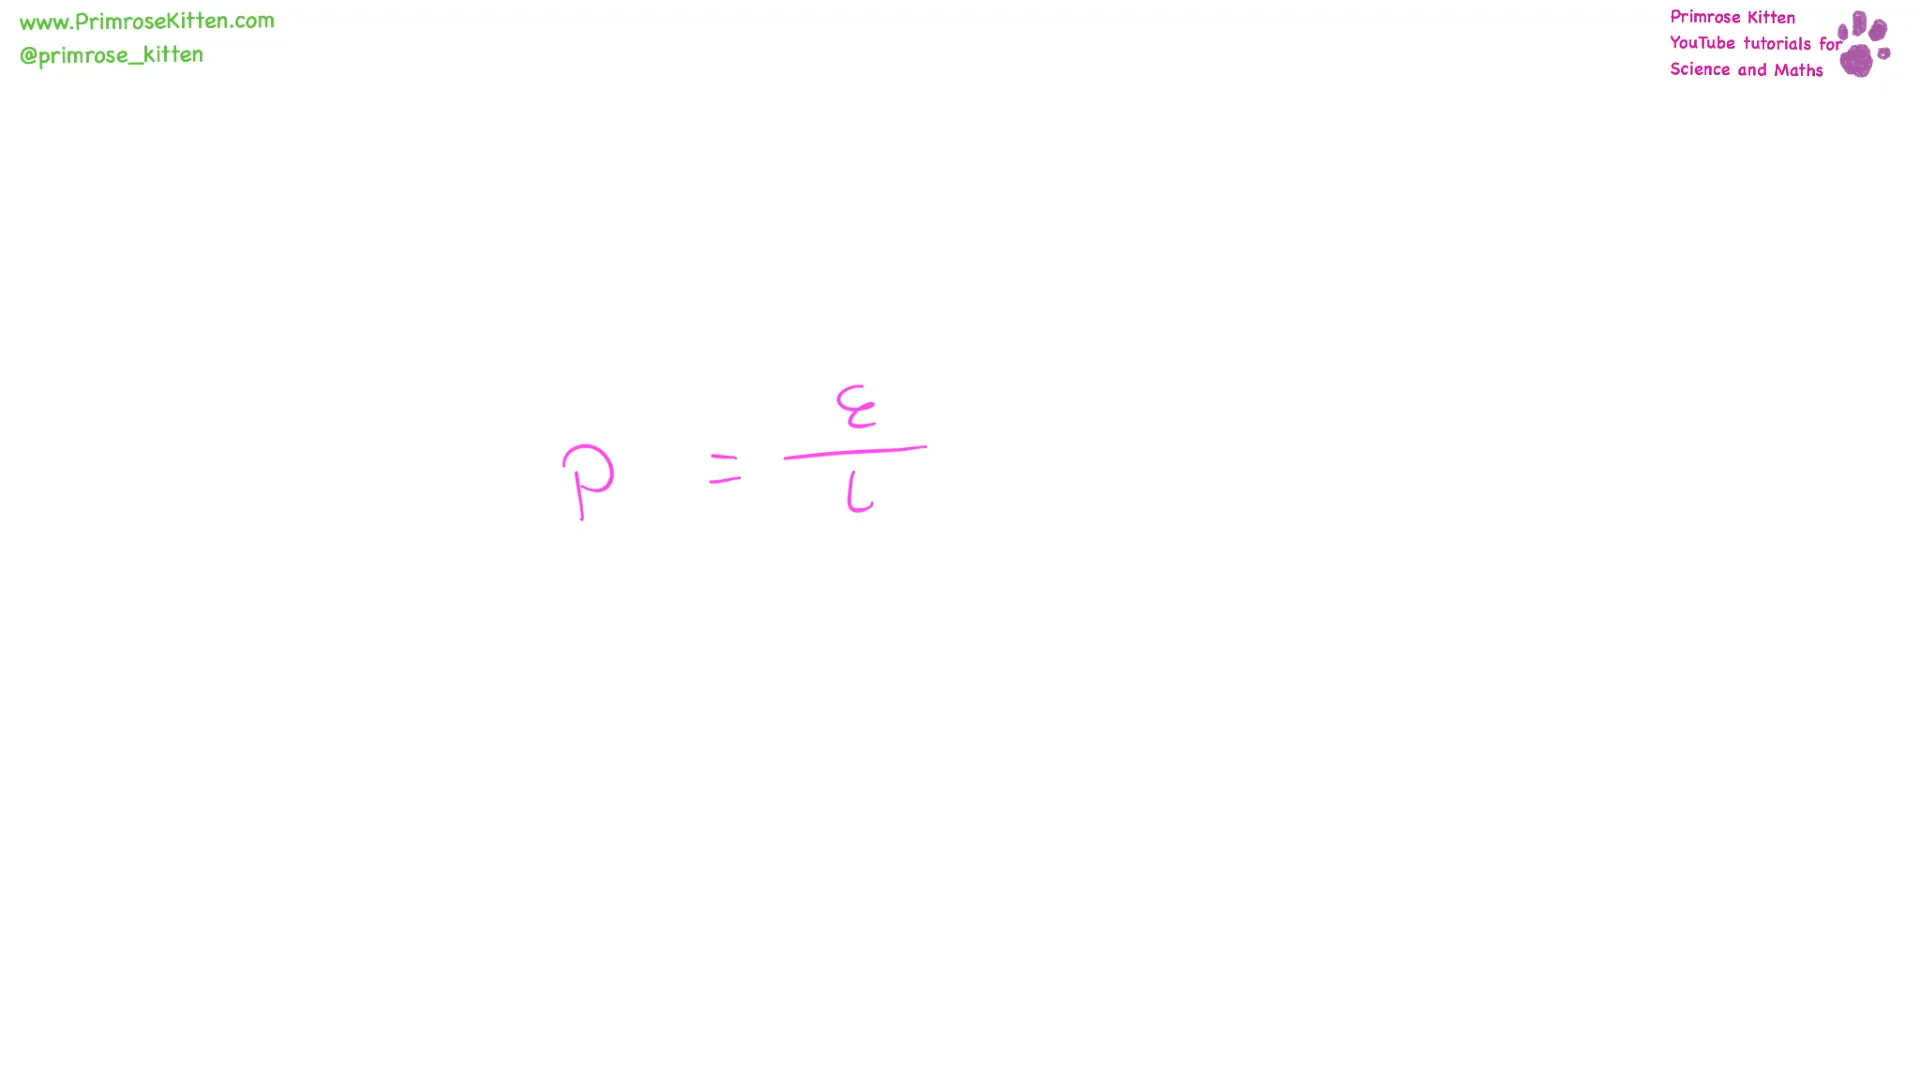 www.PrimroseKitten.com
@primrose_kitten
Primrose Kitten
YouTube tutorials for
Science and Maths
P = ε/t